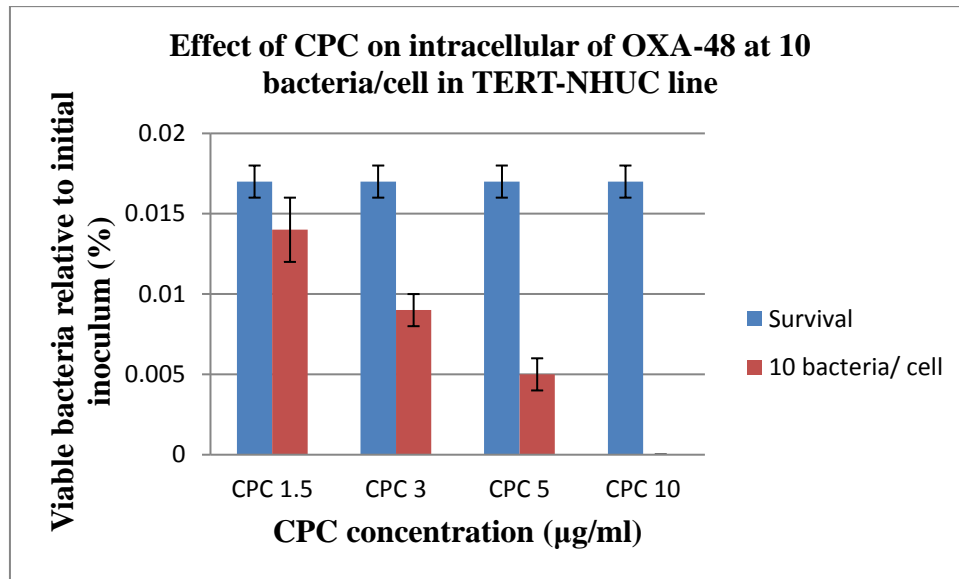 Effect of CPC on intracellular of OXA-48 at 10
bacteria/cell in TERT-NHUC line
Viable bacteria relative to initial
inoculum (%)
0.02
0.015
0.01
0.005
0
CPC 1.5
CPC 3
CPC 5
CPC 10
CPC concentration (µg/ml)
Survival
10 bacteria/ cell